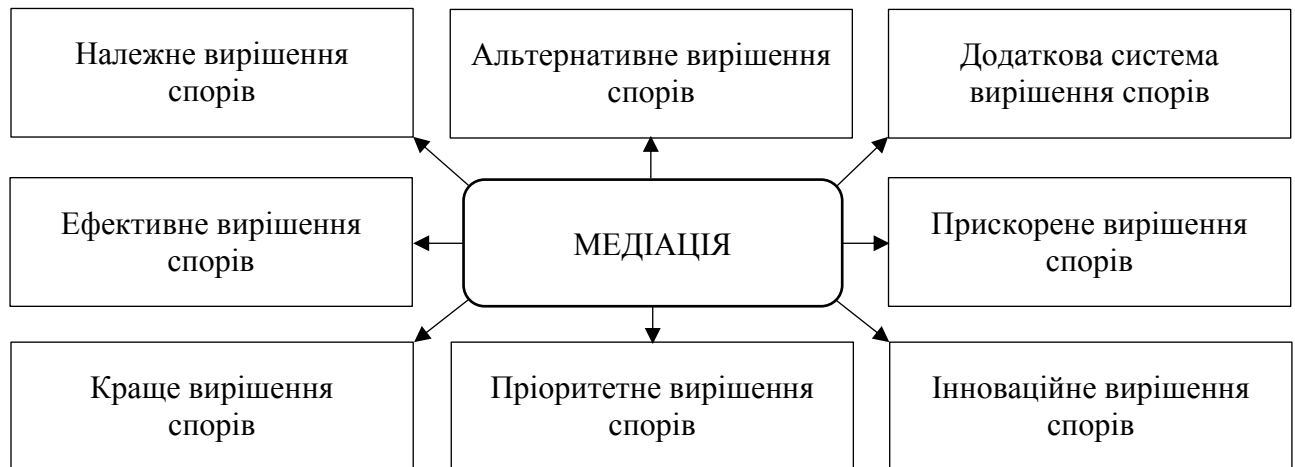 Належне вирішення
спорів
Альтернативне вирішення
спорів
Додаткова система
вирішення спорів
Ефективне вирішення
спорів
МЕДІАЦІЯ
Прискорене вирішення
спорів
Краще вирішення
спорів
Пріоритетне вирішення
спорів
Інноваційне вирішення
спорів